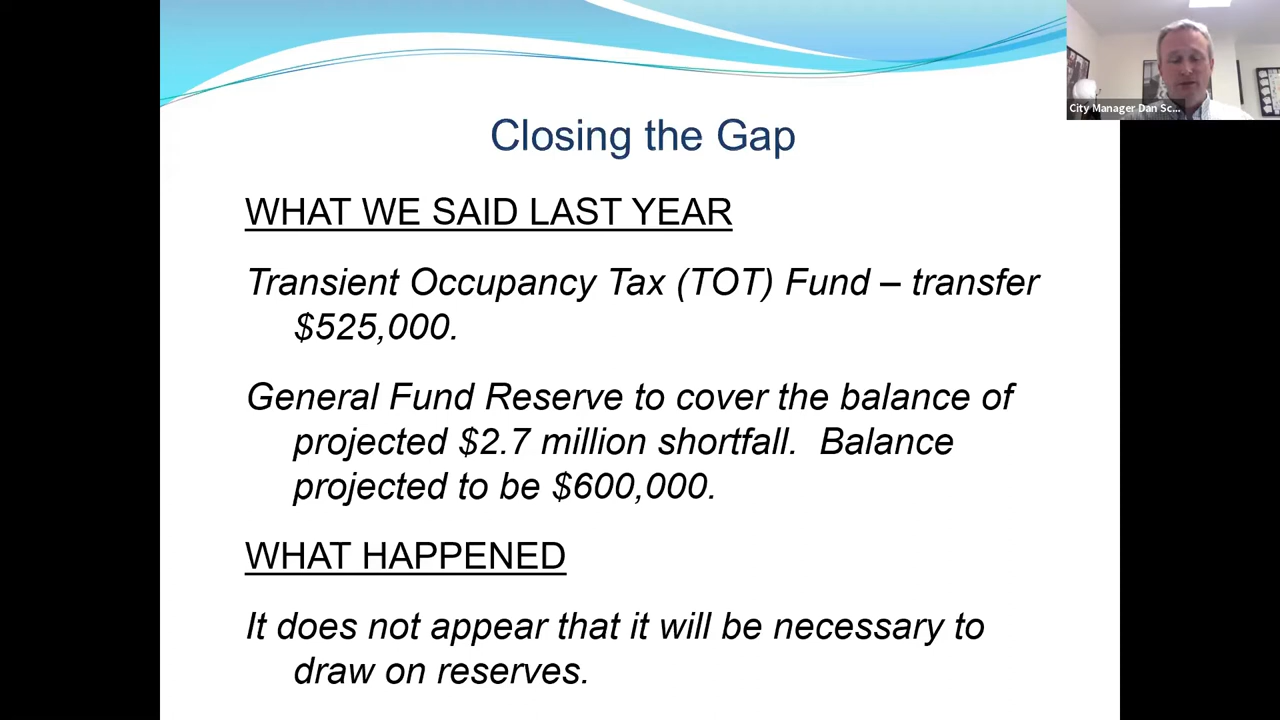 City Manager Dan Sc...
Closing the Gap
WHAT WE SAID LAST YEAR
Transient Occupancy Tax (TOT) Fund – transfer
$525,000.
General Fund Reserve to cover the balance of
projected $2.7 million shortfall.  Balance
projected to be $600,000.
WHAT HAPPENED
It does not appear that it will be necessary to
draw on reserves.